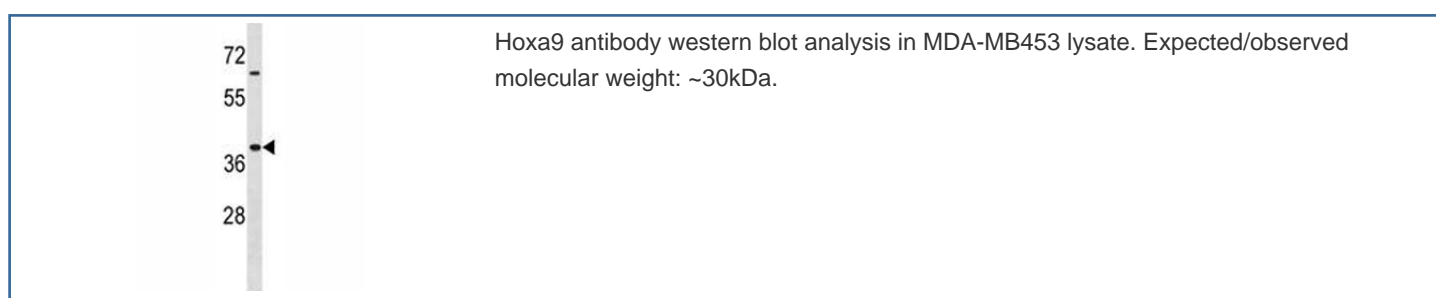 72
55
36
28
Hoxa9 antibody western blot analysis in MDA-MB453 lysate. Expected/observed
molecular weight: ~30kDa.